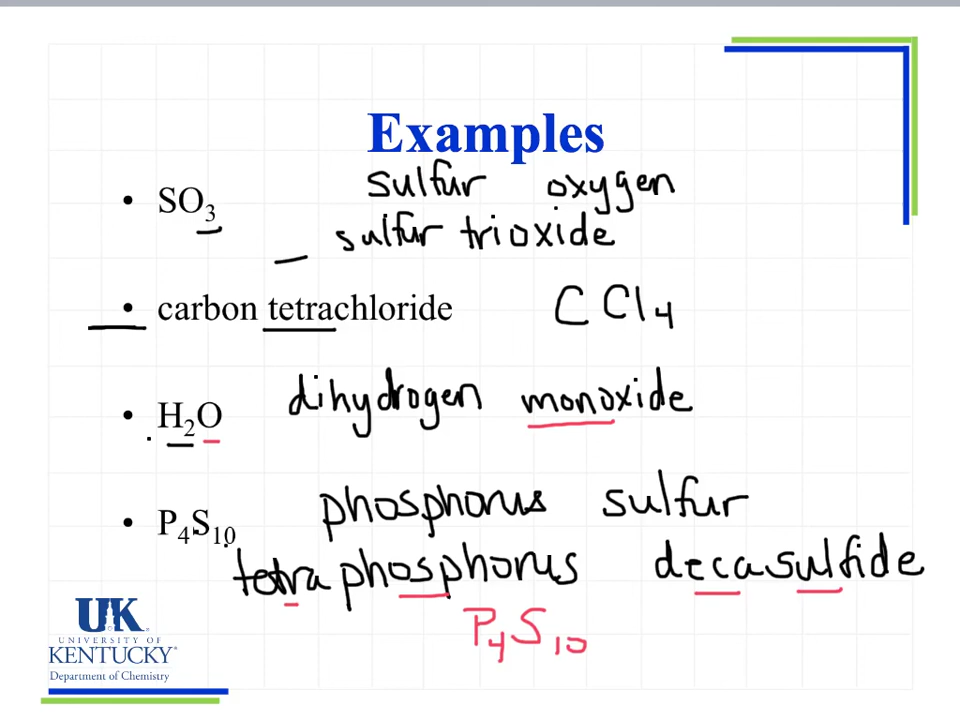 Examples
• SO3 sulfur oxygen
sulfur trioxide
• carbon tetrachloride CCl4
• H2O dihydrogen monoxide
• P4S10 phosphorus sulfur
tetraphosphorus decasulfide
P4S10
UK
UNIVERSITY OF
KENTUCKY
Department of Chemistry